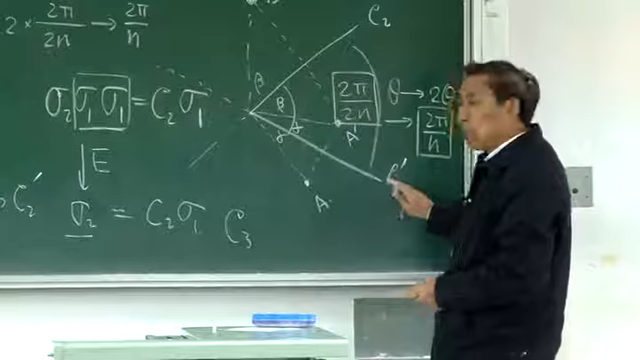 2 × 2π/2n → 2π/n
σ₂ σ₁ σ₁ = C₂ σ₁
↓ E
C₂′
σ₂ = C₂ σ₁ C₃
C₂
β
β
γ
A
A
2π/2n
θ → 2θ
→ 2π/n
C′